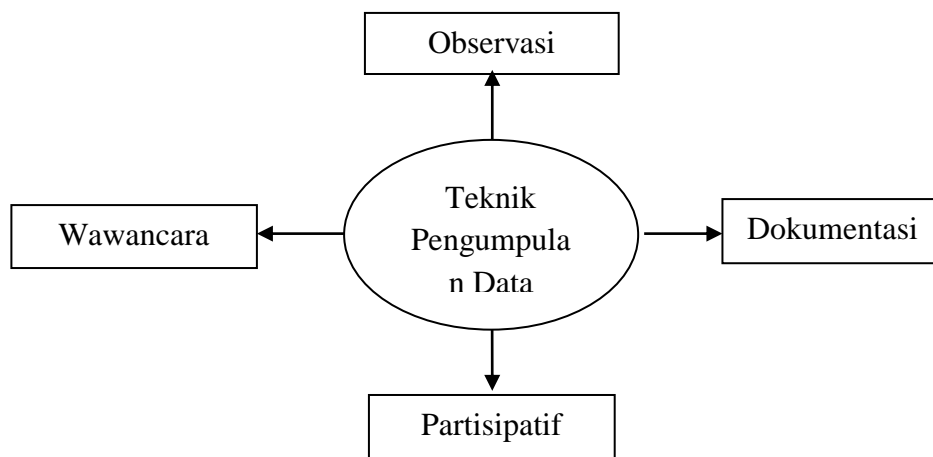 Observasi
Wawancara
Teknik
Pengumpula
n Data
Dokumentasi
Partisipatif